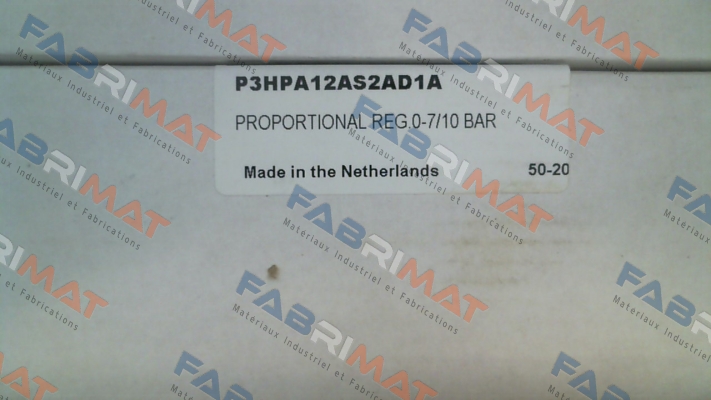 P3HPA12AS2AD1A
PROPORTIONAL REG.0-7/10 BAR
Made in the Netherlands 50-20
FABRIMAT
Materiaux Industriel et Fabrications